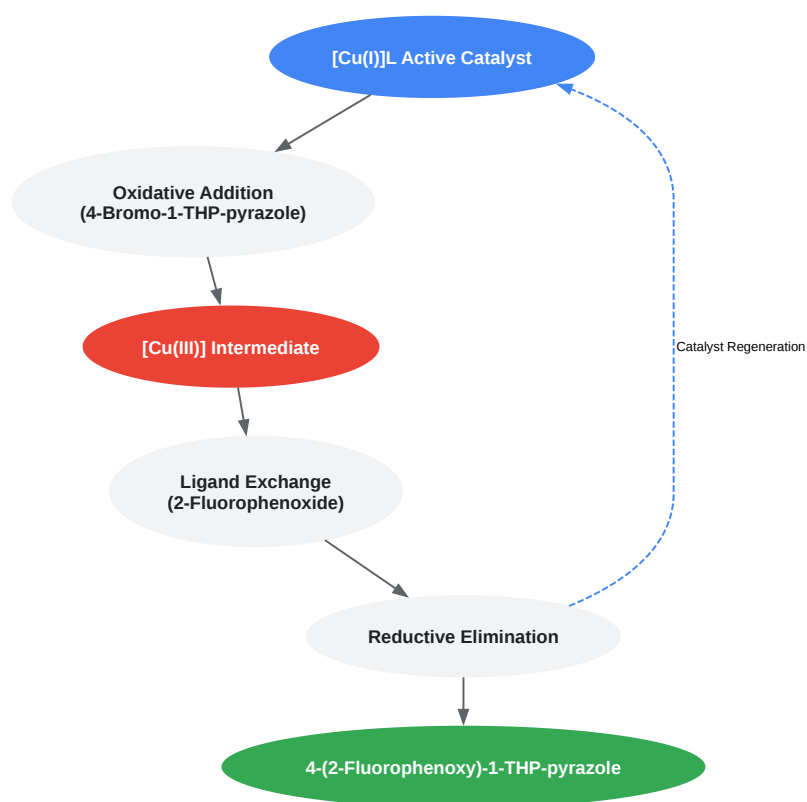 [Cu(I)]L Active Catalyst
Oxidative Addition
(4-Bromo-1-THP-pyrazole)
[Cu(III)] Intermediate
Catalyst Regeneration
Ligand Exchange
(2-Fluorophenoxide)
Reductive Elimination
4-(2-Fluorophenoxy)-1-THP-pyrazole